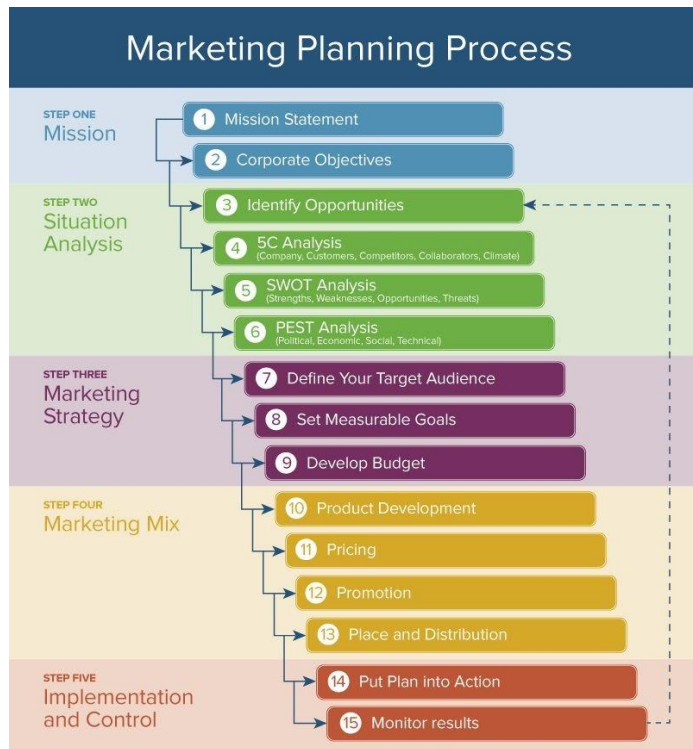 Marketing Planning Process
STEP ONE
Mission
1 Mission Statement
2 Corporate Objectives
STEP TWO
Situation
Analysis
3 Identify Opportunities
4 5C Analysis
(Company, Customers, Competitors, Collaborators, Climate)
5 SWOT Analysis
(Strengths, Weaknesses, Opportunities, Threats)
6 PEST Analysis
(Political, Economic, Social, Technical)
STEP THREE
Marketing
Strategy
7 Define Your Target Audience
8 Set Measurable Goals
9 Develop Budget
STEP FOUR
Marketing Mix
10 Product Development
11 Pricing
12 Promotion
13 Place and Distribution
STEP FIVE
Implementation
and Control
14 Put Plan into Action
15 Monitor results